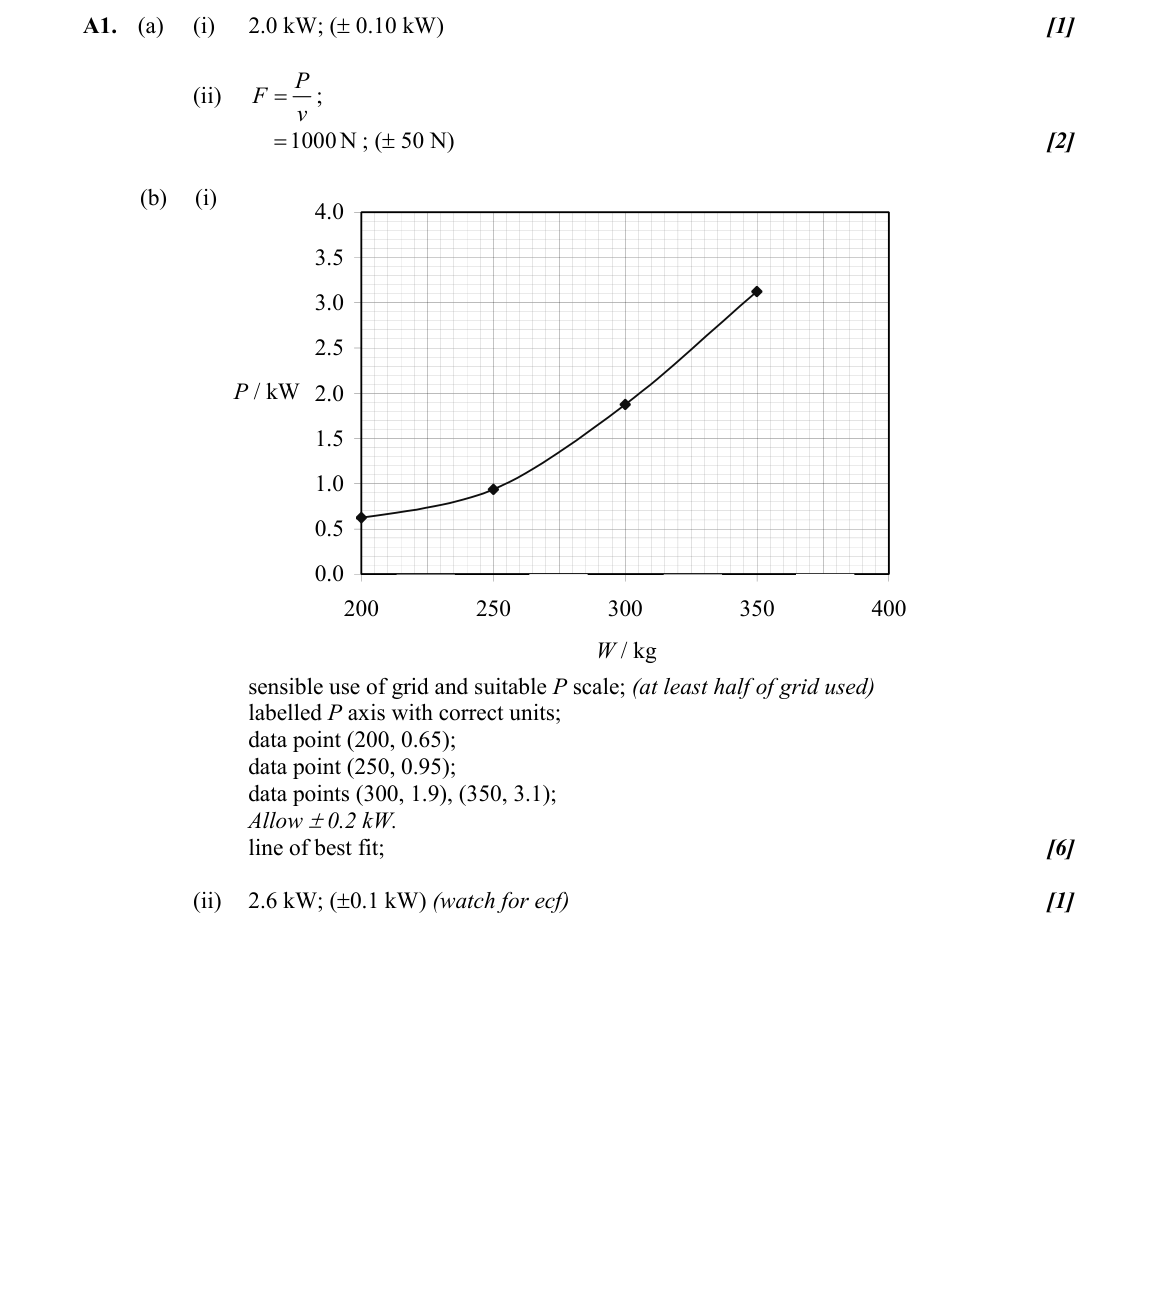 A1. (a) (i) 2.0 kW; (± 0.10 kW) [1]
(ii) F = P/v ;
= 1000 N ; (± 50 N) [2]
(b) (i)
4.0
3.5
3.0
2.5
P / kW 2.0
1.5
1.0
0.5
0.0
200 250 300 350 400
W / kg
sensible use of grid and suitable P scale; (at least half of grid used)
labelled P axis with correct units;
data point (200, 0.65);
data point (250, 0.95);
data points (300, 1.9), (350, 3.1);
Allow ± 0.2 kW.
line of best fit; [6]
(ii) 2.6 kW; (±0.1 kW) (watch for ecf) [1]